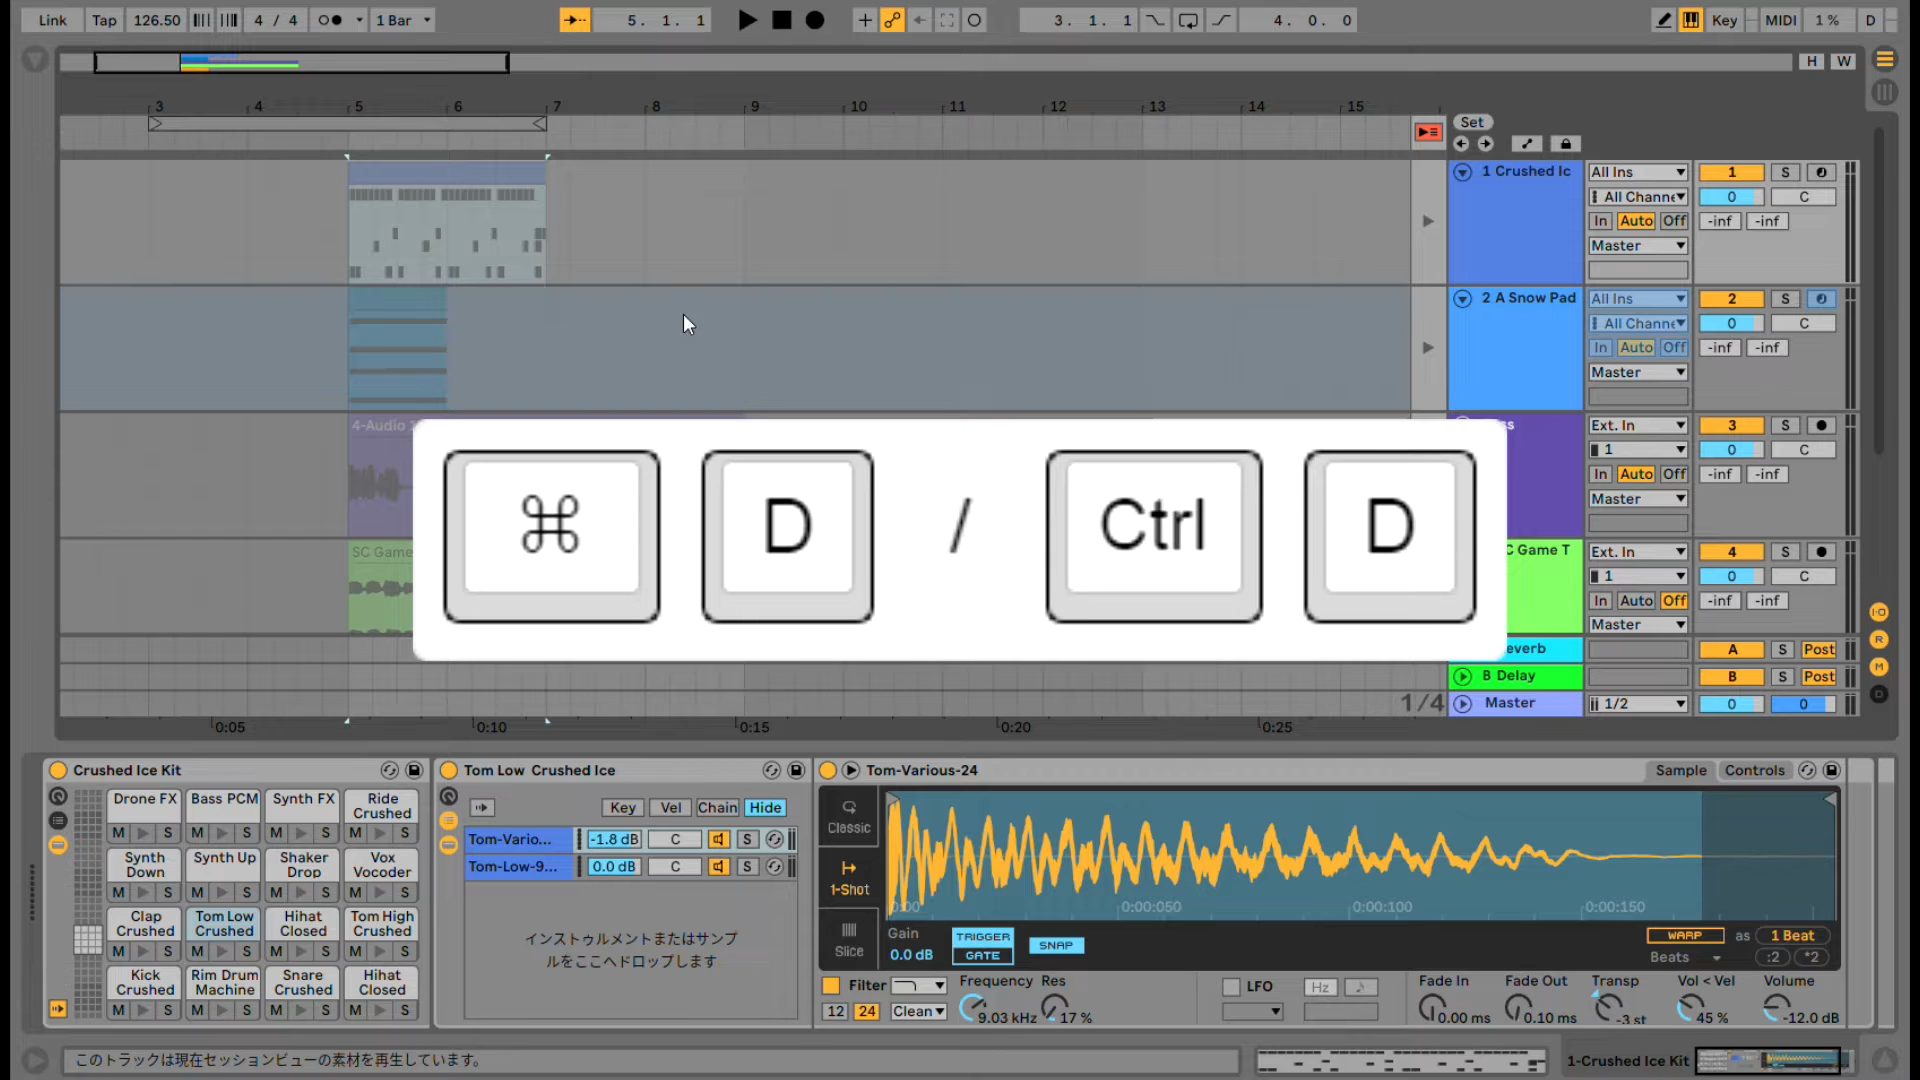 Link Tap 126.50 4 / 4 1 Bar 5. 1. 1 3. 1. 1 4. 0. 0 Key MIDI 1 % D
H W
3 4 5 6 7 8 9 10 11 12 13 14 15
Set
1 Crushed Ic All Ins 1 S
All Channe 0 C
In Auto Off -inf -inf
Master
2 A Snow Pad All Ins 2 S
All Channe 0 C
In Auto Off -inf -inf
Master
4-Audio Ext. In 3 S
1 0 C
In Auto Off -inf -inf
Master
⌘ D / Ctrl D
SC Game C Game T Ext. In 4 S
1 0 C
In Auto Off -inf -inf
Master
everb A S Post
B Delay B S Post
1/4 Master 1/2 0 0
0:05 0:10 0:15 0:20 0:25
I·O
R
M
D
Crushed Ice Kit
Drone FX Bass PCM Synth FX Ride Crushed
M S M S M S M S
Synth Down Synth Up Shaker Drop Vox Vocoder
M S M S M S M S
Clap Crushed Tom Low Crushed Hihat Closed Tom High Crushed
M S M S M S M S
Kick Crushed Rim Drum Machine Snare Crushed Hihat Closed
M S M S M S M S
Tom Low Crushed Ice
Key Vel Chain Hide
Tom-Vario... -1.8 dB C S
Tom-Low-9... 0.0 dB C S
インストゥルメントまたはサンプ
ルをここへドロップします
Tom-Various-24 Sample Controls
Classic
1-Shot
Slice
0:00 0:00:050 0:00:100 0:00:150
Gain 0.0 dB TRIGGER GATE SNAP WARP as 1 Beat
Beats :2 *2
Filter Frequency Res LFO Hz Fade In Fade Out Transp Vol < Vel Volume
12 24 Clean 9.03 kHz 17 % 0.00 ms 0.10 ms -3 st 45 % -12.0 dB
このトラックは現在セッションビューの素材を再生しています。
1-Crushed Ice Kit